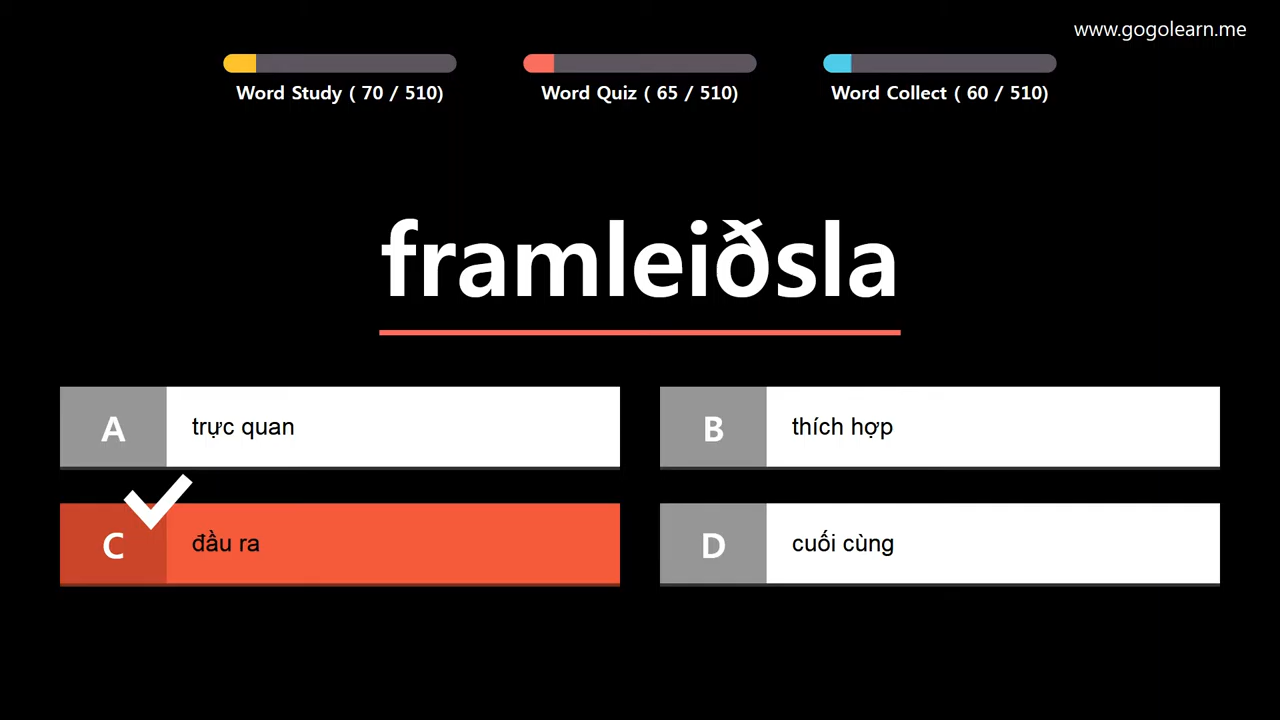 www.gogolearn.me
Word Study ( 70 / 510)
Word Quiz ( 65 / 510)
Word Collect ( 60 / 510)
framleiðsla
A
trực quan
B
thích hợp
C
đầu ra
D
cuối cùng